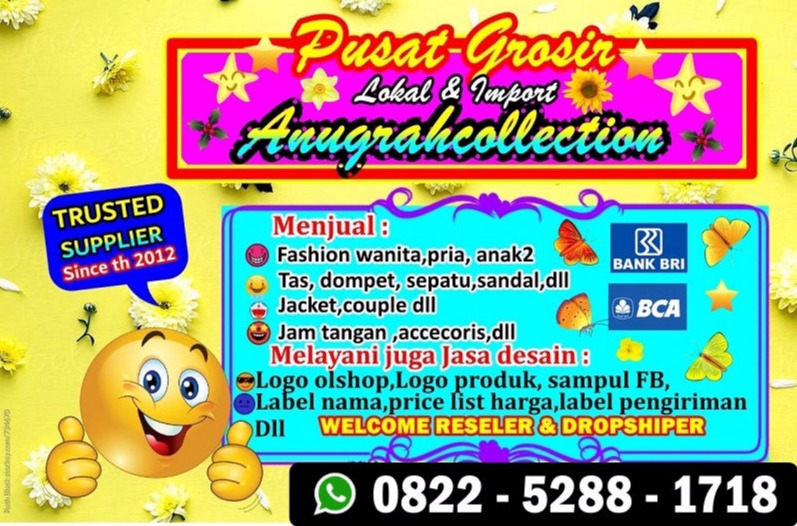 Pusat Grosir
Lokal & Import
Anugrahcollection
TRUSTED
SUPPLIER
Since th 2012
Menjual :
Fashion wanita,pria, anak2
Tas, dompet, sepatu,sandal,dll
Jacket,couple dll
Jam tangan ,accecoris,dll
Melayani juga Jasa desain :
Logo olshop,Logo produk, sampul FB,
Label nama,price list harga,label pengiriman
Dll
WELCOME RESELER & DROPSHIPER
BANK BRI
BCA
0822 - 5288 - 1718